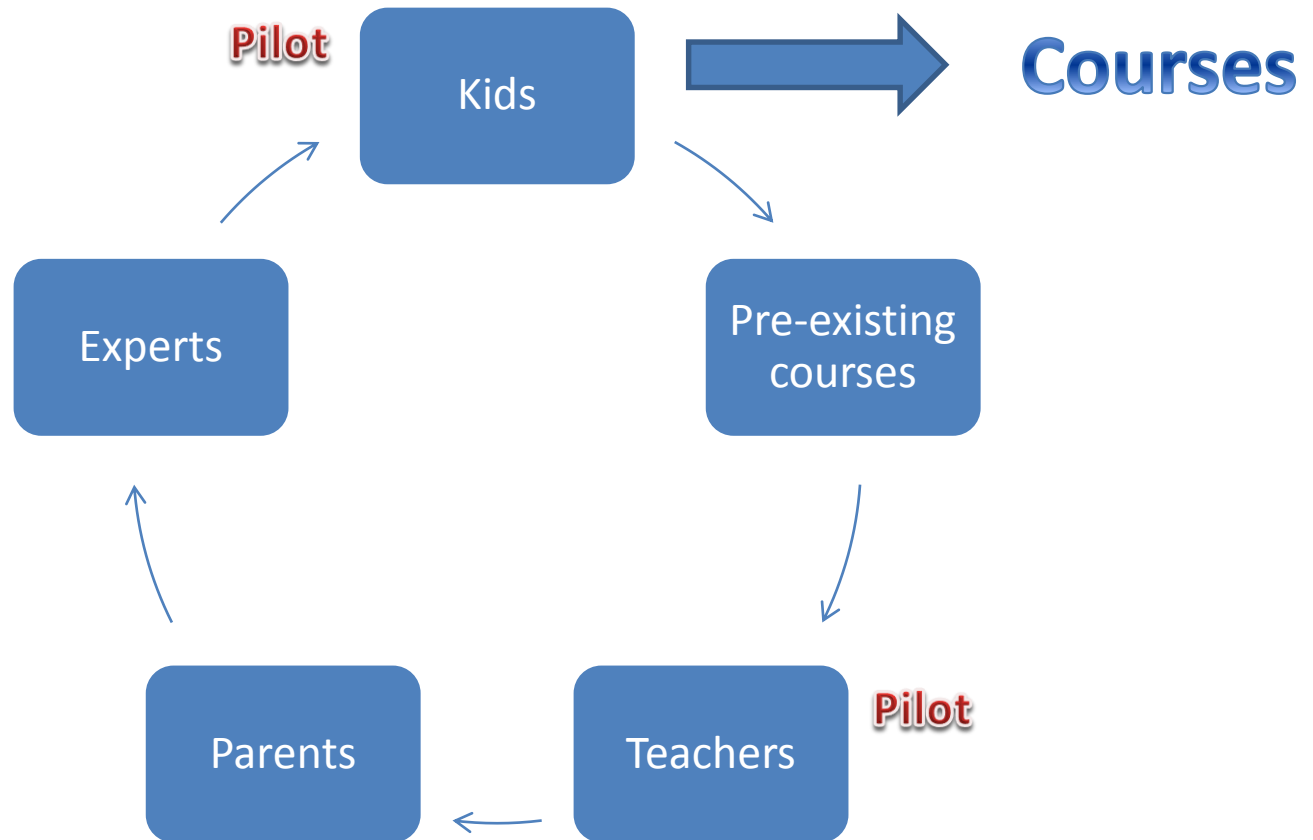 Pilot
Kids
Courses
Experts
Pre-existing
courses
Parents
Teachers
Pilot